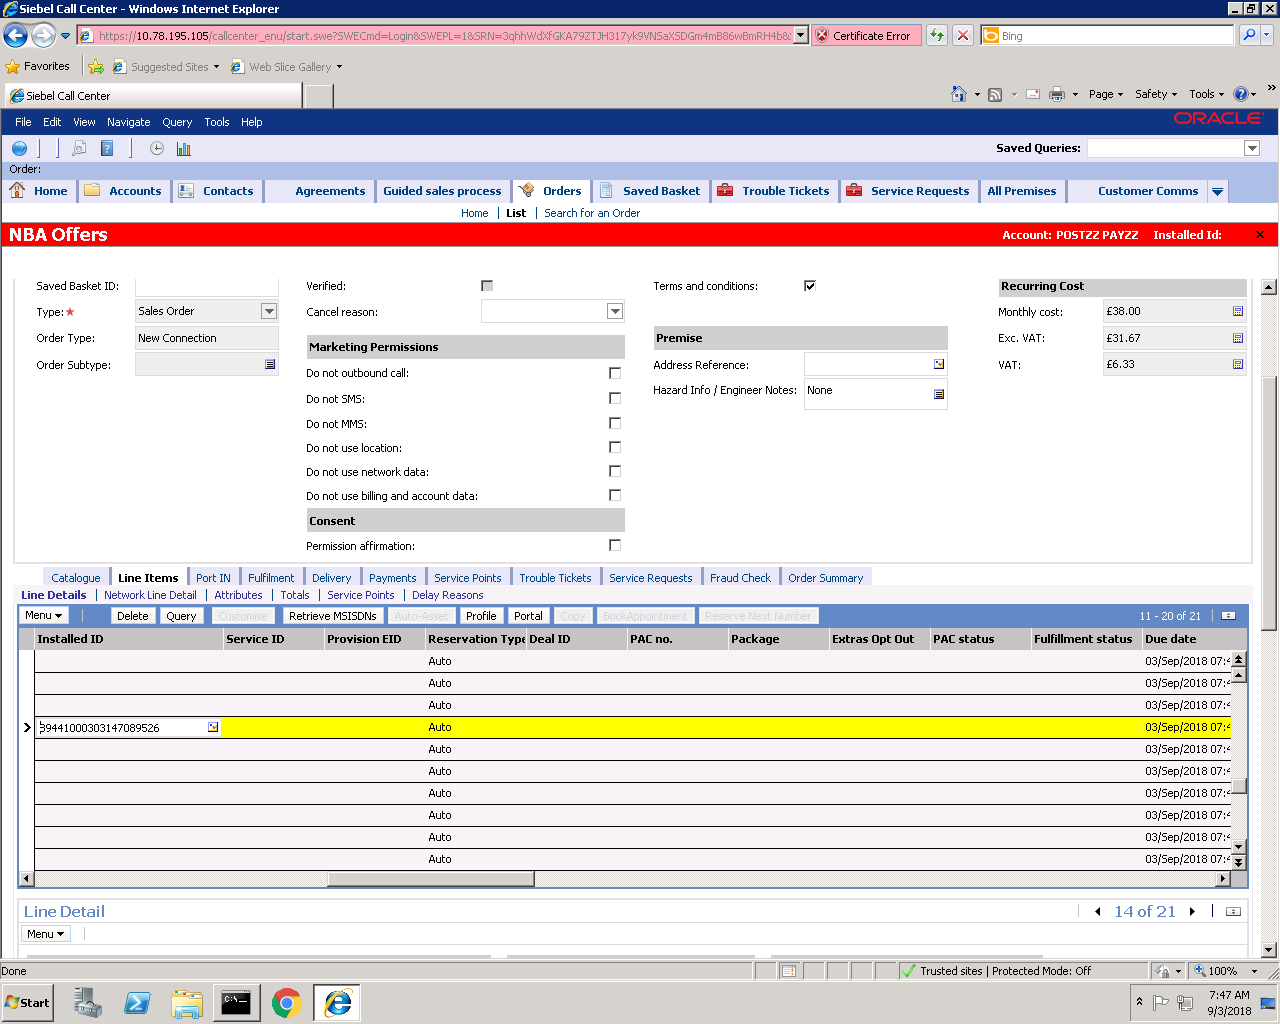 Siebel Call Center - Windows Internet Explorer
https://10.78.195.105/callcenter_enu/start.swe?SWECmd=Login&SWEPL=1&SRN=
Certificate Error
Bing
Favorites Suggested Sites Web Slice Gallery
Siebel Call Center
Page Safety Tools
File Edit View Navigate Query Tools Help
ORACLE
Saved Queries:
Order:
Home Accounts Contacts Agreements Guided sales process Orders Saved Basket Trouble Tickets Service Requests All Premises Customer Comms
Home List Search for an Order
NBA Offers Account: POSTZZ PAYZZ Installed Id:
Saved Basket ID: Verified: Terms and conditions: Recurring Cost
Type: Sales Order Cancel reason: Monthly cost: £38.00
Order Type: New Connection Premise Exc. VAT: £31.67
Marketing Permissions
Order Subtype: Do not outbound call: Address Reference: VAT: £6.33
Hazard Info / Engineer Notes: None
Do not SMS:
Do not MMS:
Do not use location:
Do not use network data:
Do not use billing and account data:
Consent
Permission affirmation:
Catalogue Line Items Port IN Fulfilment Delivery Payments Service Points Trouble Tickets Service Requests Fraud Check Order Summary
Line Details Network Line Detail Attributes Totals Service Points Delay Reasons
Menu Delete Query Customise Retrieve MSISDNs Auto-Asset Profile Portal Copy BookAppointment Reserve Next Number 11 - 20 of 21
Installed ID Service ID Provision EID Reservation Type Deal ID PAC no. Package Extras Opt Out PAC status Fulfillment status Due date
Auto 03/Sep/2018 07:4
Auto 03/Sep/2018 07:4
Auto 03/Sep/2018 07:4
39441000303147089526 Auto 03/Sep/2018 07:4
Auto 03/Sep/2018 07:4
Auto 03/Sep/2018 07:4
Auto 03/Sep/2018 07:4
Auto 03/Sep/2018 07:4
Auto 03/Sep/2018 07:4
Auto 03/Sep/2018 07:4
Line Detail 14 of 21
Menu
Done Trusted sites | Protected Mode: Off 100%
Start 7:47 AM
9/3/2018